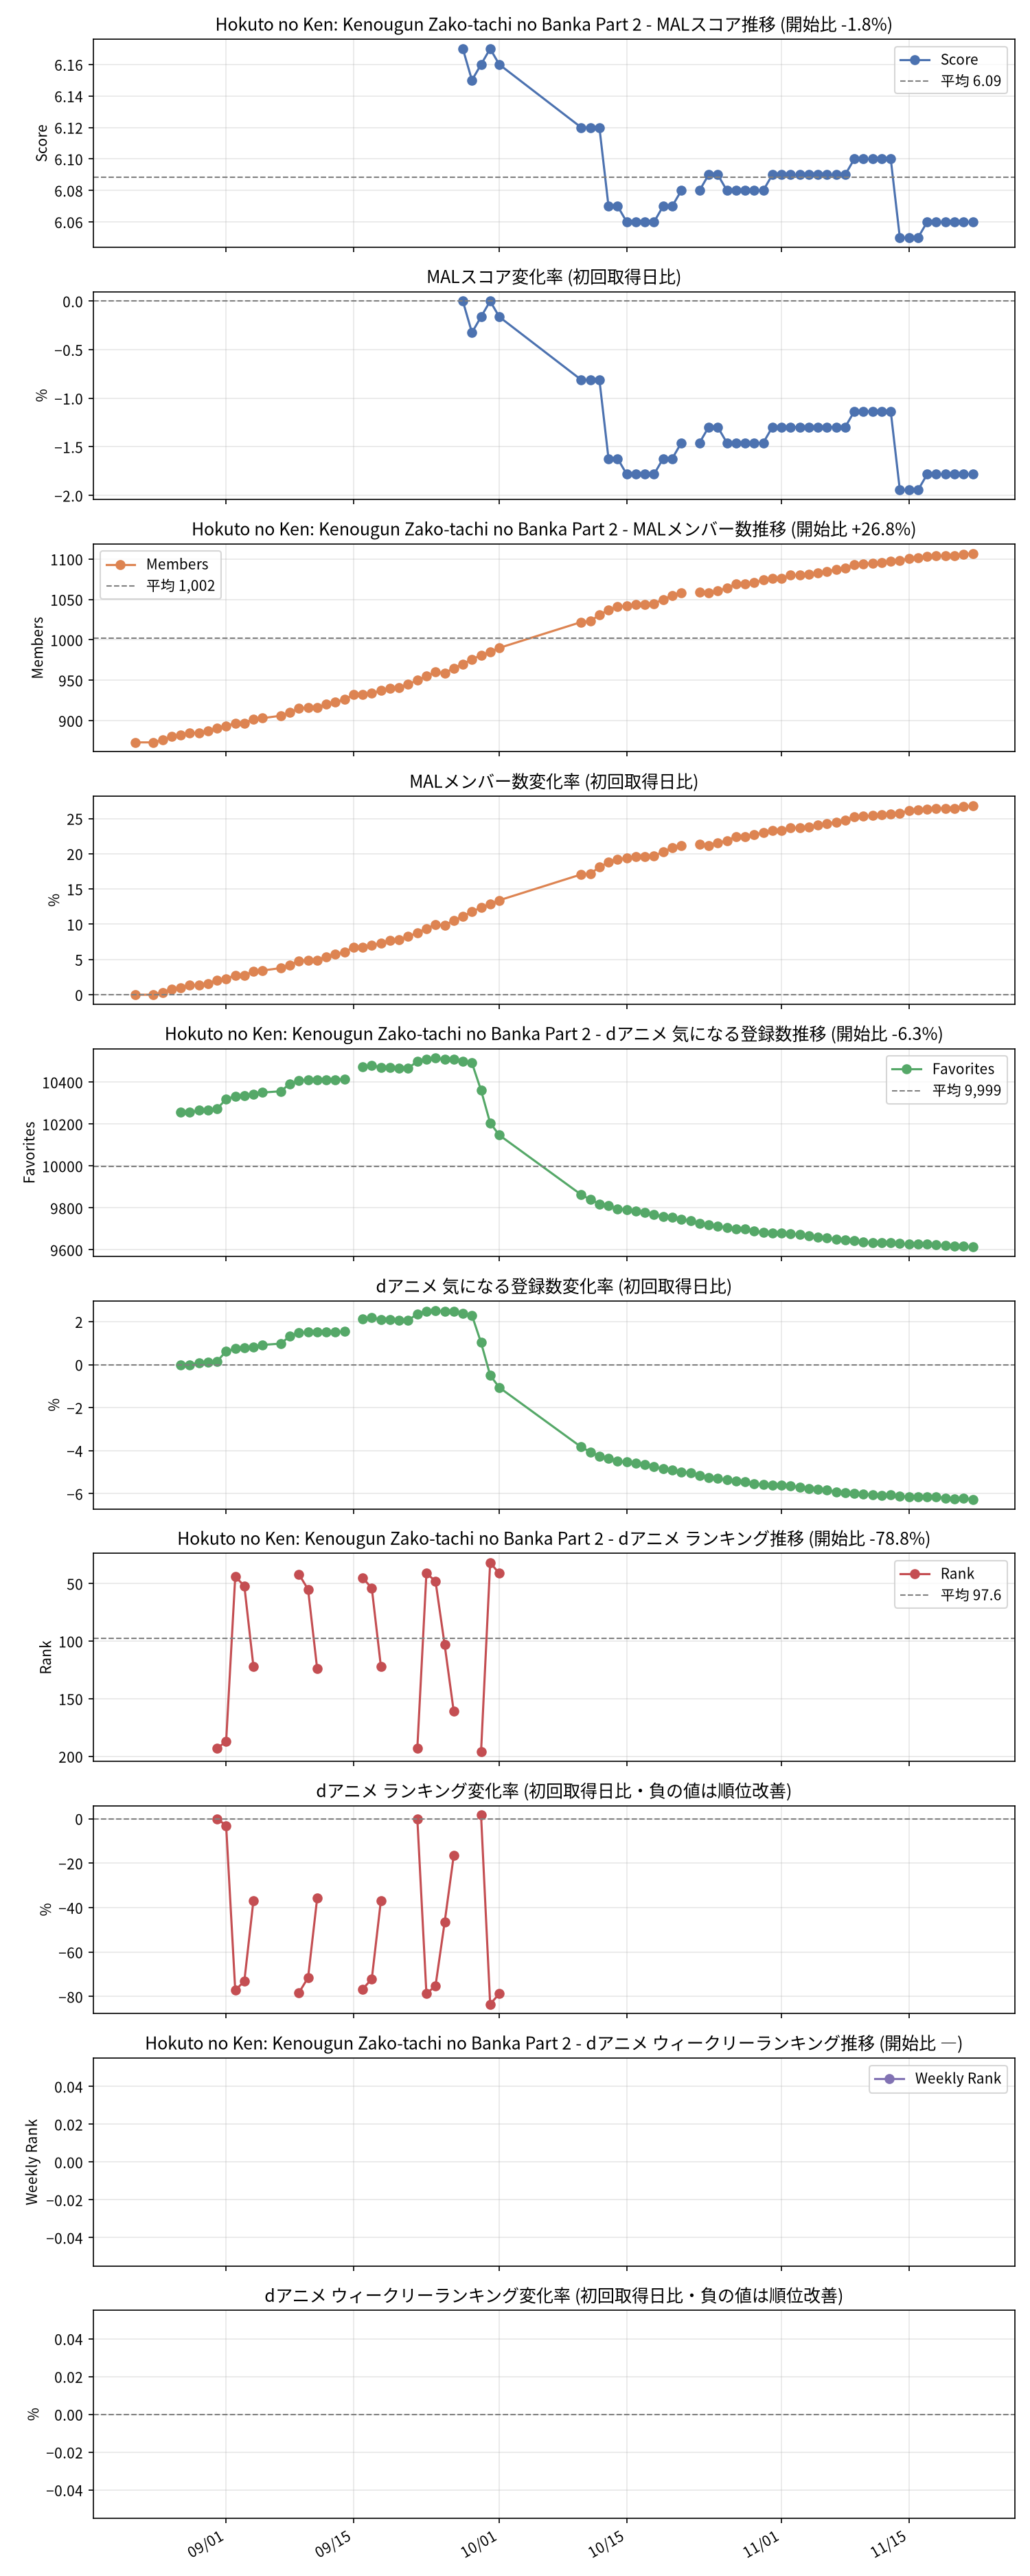 Hokuto no Ken: Kenougun Zako-tachi no Banka Part 2 - MALスコア推移 (開始比 -1.8%)
Score
平均 6.09
Score
6.16
6.14
6.12
6.10
6.08
6.06
MALスコア変化率 (初回取得日比)
%
0.0
−0.5
−1.0
−1.5
−2.0
Hokuto no Ken: Kenougun Zako-tachi no Banka Part 2 - MALメンバー数推移 (開始比 +26.8%)
Members
平均 1,002
Members
1100
1050
1000
950
900
MALメンバー数変化率 (初回取得日比)
%
25
20
15
10
5
0
Hokuto no Ken: Kenougun Zako-tachi no Banka Part 2 - dアニメ 気になる登録数推移 (開始比 -6.3%)
Favorites
平均 9,999
Favorites
10400
10200
10000
9800
9600
dアニメ 気になる登録数変化率 (初回取得日比)
%
2
0
−2
−4
−6
Hokuto no Ken: Kenougun Zako-tachi no Banka Part 2 - dアニメ ランキング推移 (開始比 -78.8%)
Rank
平均 97.6
Rank
50
100
150
200
dアニメ ランキング変化率 (初回取得日比・負の値は順位改善)
%
0
−20
−40
−60
−80
Hokuto no Ken: Kenougun Zako-tachi no Banka Part 2 - dアニメ ウィークリーランキング推移 (開始比 —)
Weekly Rank
Weekly Rank
0.04
0.02
0.00
−0.02
−0.04
dアニメ ウィークリーランキング変化率 (初回取得日比・負の値は順位改善)
%
0.04
0.02
0.00
−0.02
−0.04
09/01
09/15
10/01
10/15
11/01
11/15